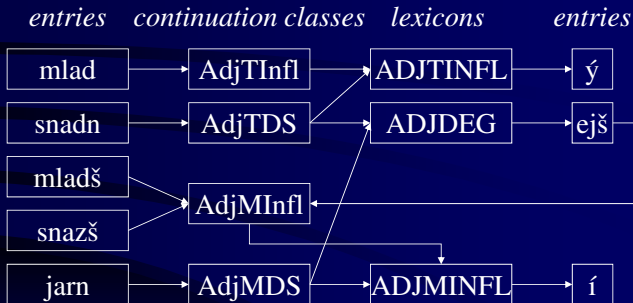 entries continuation classes lexicons entries
mlad AdjTInfl ADJTINFL ý
snadn AdjTDS ADJDEG ejš
mladš
AdjMInfl
snazš
jarn AdjMDS ADJMINFL í